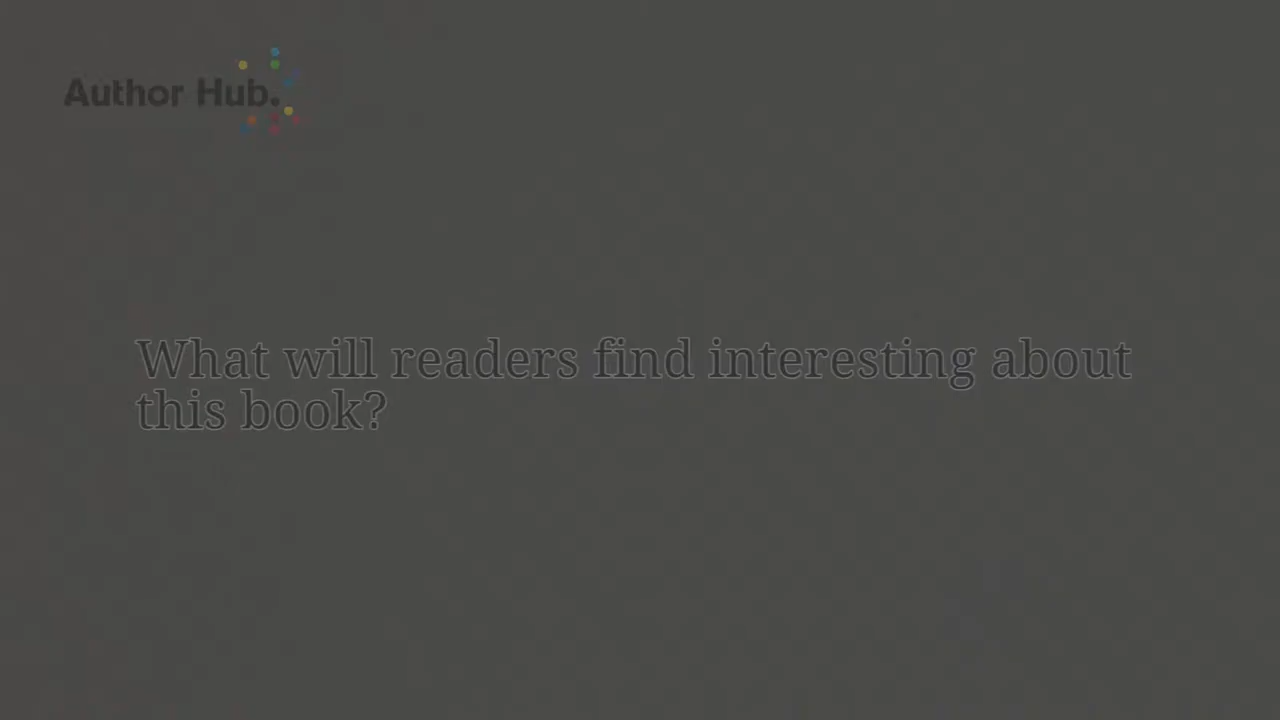 Author Hub.
What will readers find interesting about
this book?